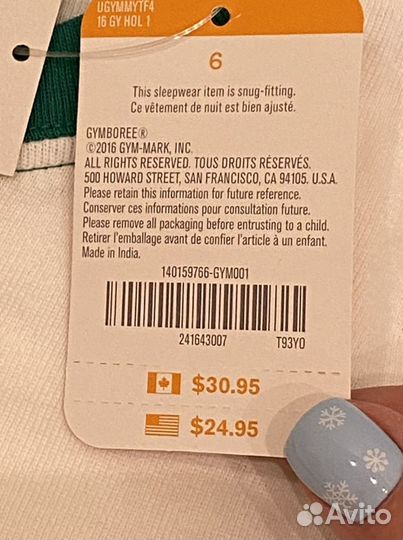 UGYMMYTF4
16 GY HOL 1
6
This sleepwear item is snug-fitting.
Ce vêtement de nuit est bien ajusté.
GYMBOREE®
©2016 GYM-MARK, INC.
ALL RIGHTS RESERVED. TOUS DROITS RÉSERVÉS.
500 HOWARD STREET, SAN FRANCISCO, CA 94105. U.S.A.
Please retain this information for future reference.
Conserver ces informations pour consultation future.
Please remove all packaging before entrusting to a child.
Retirer l'emballage avant de confier l'article à un enfant.
Made in India.
140159766-GYM001
241643007 T93Y0
$30.95
$24.95
Avito